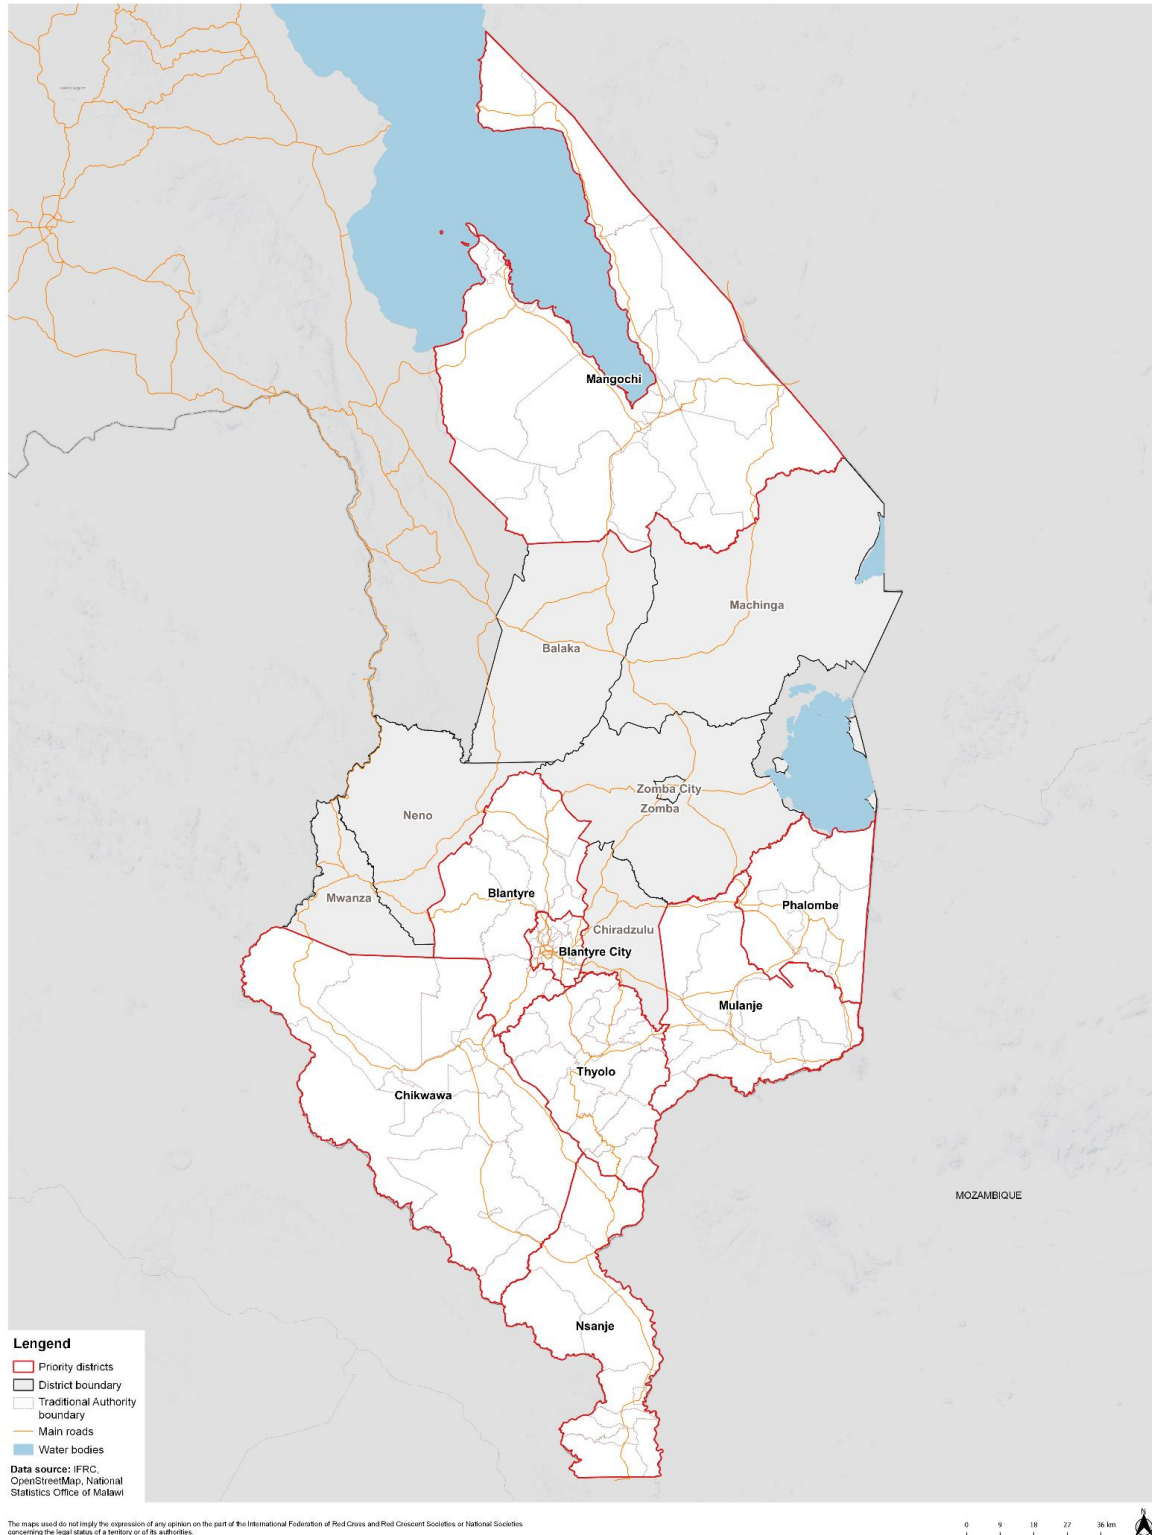 Mangochi
Machinga
Balaka
Zomba City
Zomba
Neno
Blantyre
Mwanza
Phalombe
Chiradzulu
Blantyre City
Mulanje
Thyolo
Chikwawa
MOZAMBIQUE
Nsanje
Lengend
Priority districts
District boundary
Traditional Authority
boundary
Main roads
Water bodies
Data source: IFRC,
OpenStreetMap, National
Statistics Office of Malawi
The maps used do not imply the expression of any opinion on the part of the International Federation of Red Cross and Red Crescent Societies or National Societies
concerning the legal status of a territory or of its authorities.
0 9 18 27 36 km
N